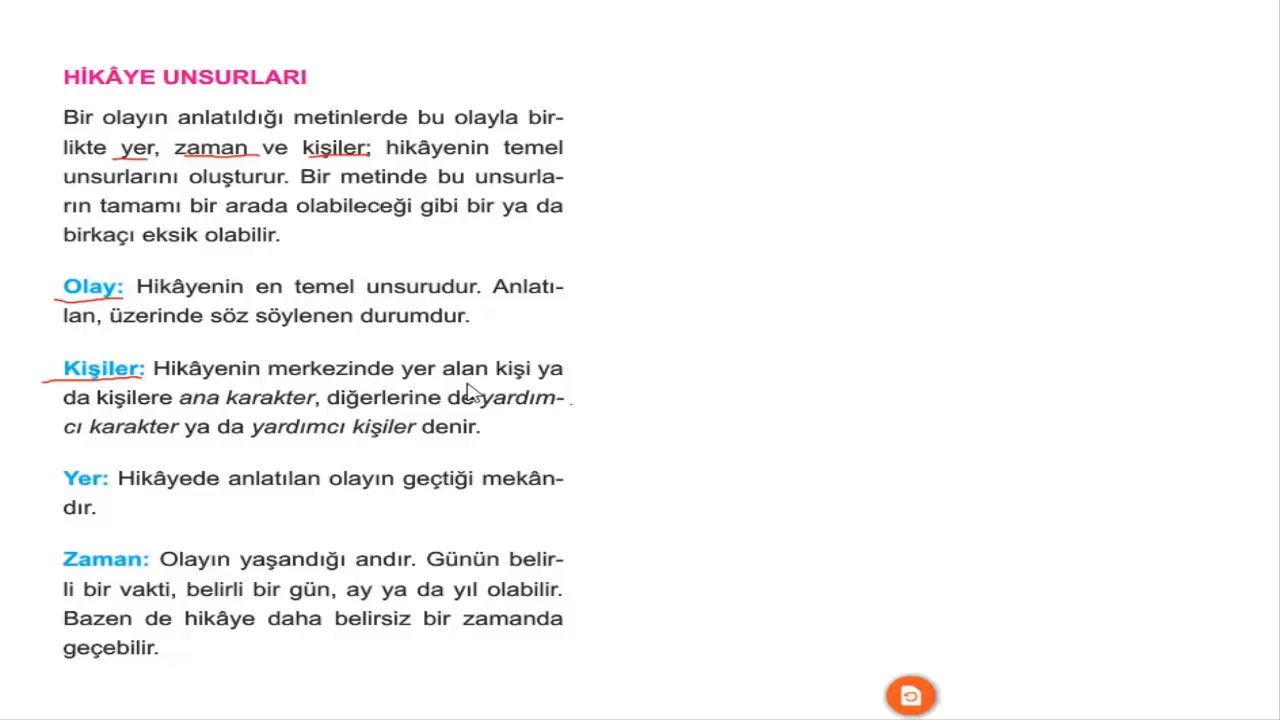 HİKÂYE UNSURLARI
Bir olayın anlatıldığı metinlerde bu olayla bir-
likte yer, zaman ve kişiler; hikâyenin temel
unsurlarını oluşturur. Bir metinde bu unsurla-
rın tamamı bir arada olabileceği gibi bir ya da
birkaçı eksik olabilir.
Olay: Hikâyenin en temel unsurudur. Anlatı-
lan, üzerinde söz söylenen durumdur.
Kişiler: Hikâyenin merkezinde yer alan kişi ya
da kişilere ana karakter, diğerlerine de yardım-
cı karakter ya da yardımcı kişiler denir.
Yer: Hikâyede anlatılan olayın geçtiği mekân-
dır.
Zaman: Olayın yaşandığı andır. Günün belir-
li bir vakti, belirli bir gün, ay ya da yıl olabilir.
Bazen de hikâye daha belirsiz bir zamanda
geçebilir.